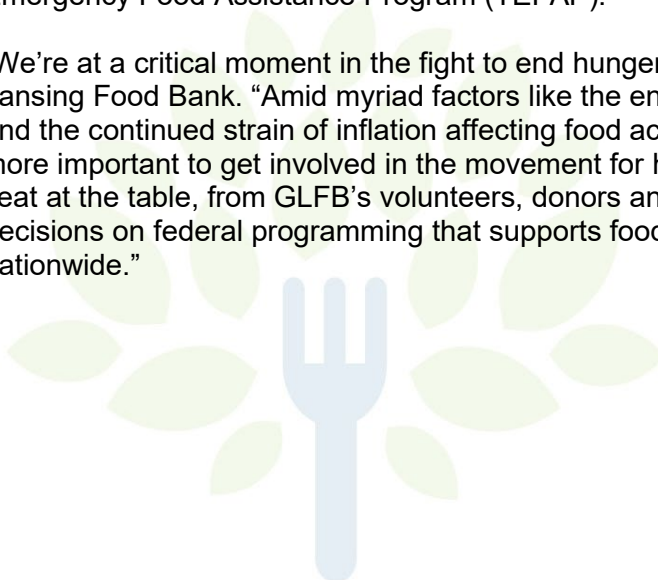 Emergency Food Assistance Program (TEFAP).
We’re at a critical moment in the fight to end hunger
ansing Food Bank. “Amid myriad factors like the en
nd the continued strain of inflation affecting food ac
more important to get involved in the movement for h
eat at the table, from GLFB’s volunteers, donors an
ecisions on federal programming that supports food
ationwide.”